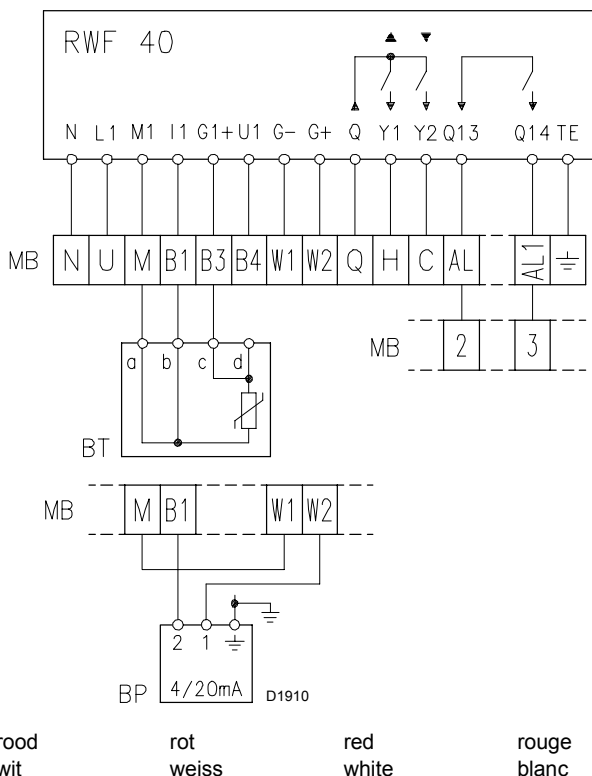 RWF 40
N L1 M1 I1 G1+ U1 G- G+ Q Y1 Y2 Q13 Q14 TE
MB N U M B1 B3 B4 W1 W2 Q H C AL AL1
MB 2 3
a b c d
BT
MB M B1 W1 W2
2 1
BP 4/20mA D1910
rood rot red rouge
wit weiss white blanc